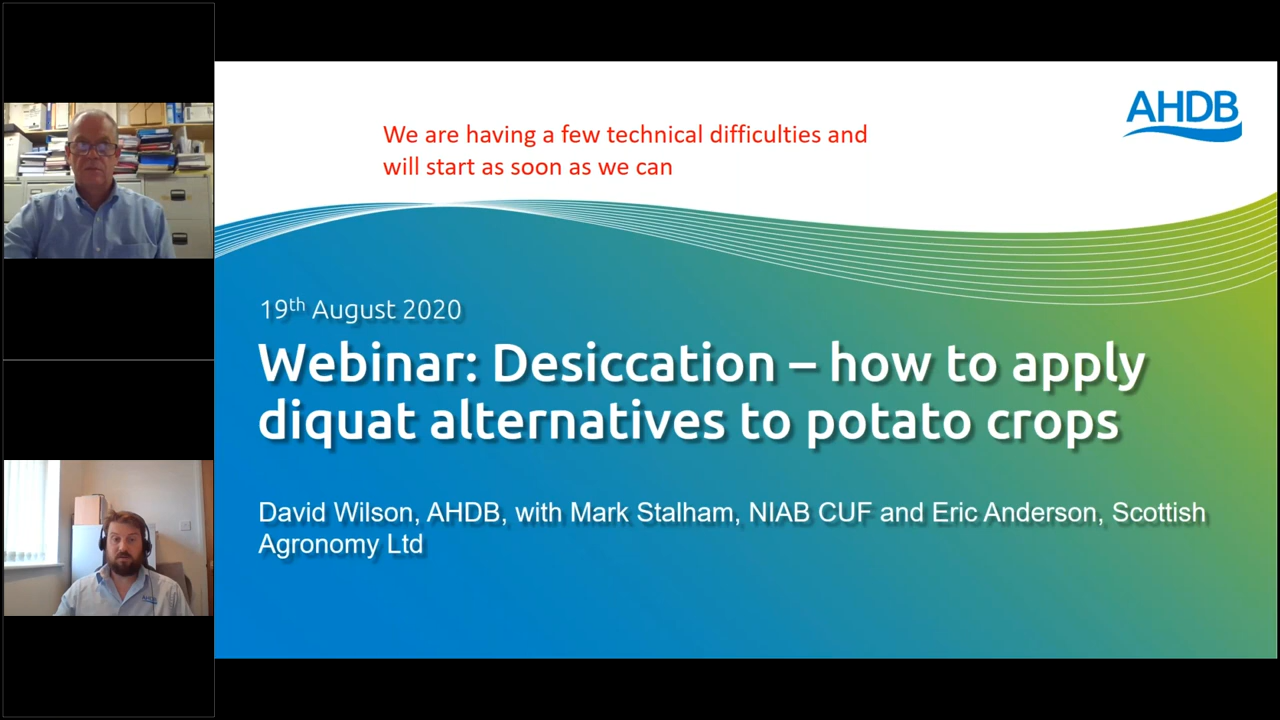 AHDB
We are having a few technical difficulties and
will start as soon as we can
19th August 2020
Webinar: Desiccation – how to apply
diquat alternatives to potato crops
David Wilson, AHDB, with Mark Stalham, NIAB CUF and Eric Anderson, Scottish
Agronomy Ltd
AHDB